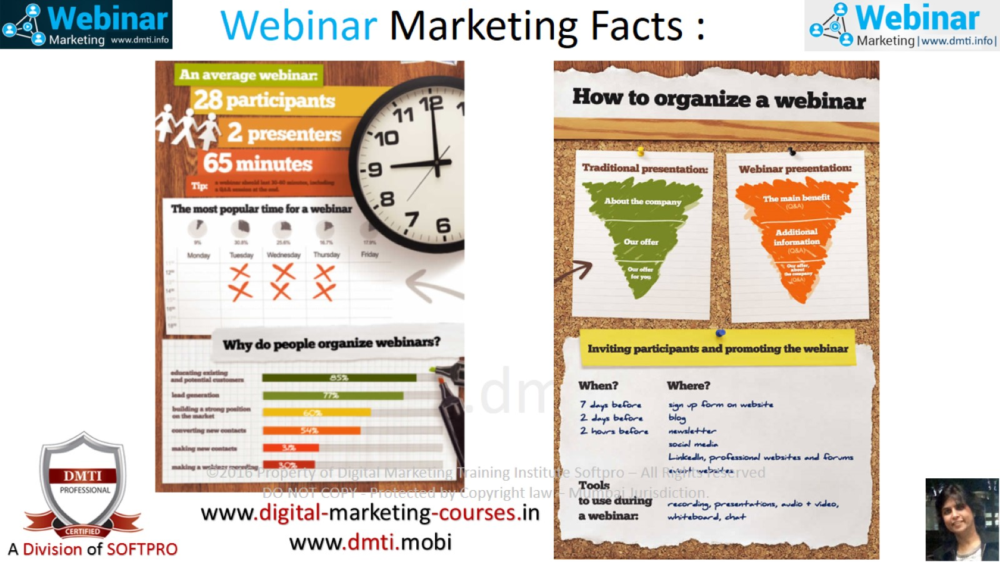 Webinar
Marketing www.dmti.info
Webinar Marketing Facts :
Webinar
Marketing|www.dmti.info|
An average webinar:
28 participants
2 presenters
65 minutes
Tip: a webinar should last 30-60 minutes, including
a Q&A session at the end.
12
11
10
9
8
7
6
The most popular time for a webinar
9% 30.8% 25.6% 16.7% 17.9%
Monday Tuesday Wednesday Thursday Friday
Why do people organize webinars?
educating existing
and potential customers 85%
lead generation 77%
building a strong position
on the market 60%
converting new contacts 54%
making new contacts 31%
making a webinar recording 30%
How to organize a webinar
Traditional presentation:
About the company
Our offer
Our offer
for you
Webinar presentation:
The main benefit
(Q&A)
Additional
information
(Q&A)
Our offer,
about
the company
(Q&A)
Inviting participants and promoting the webinar
When?
7 days before
2 days before
2 hours before
Where?
sign up form on website
blog
newsletter
social media
LinkedIn, professional websites and forums
event websites
Tools
to use during
a webinar:
recording, presentations, audio + video,
whiteboard, chat
.dm
©2016 Property of Digital Marketing Training Institute Softpro – All Rights reserved
DO NOT COPY - Protected by Copyright law – Mumbai Jurisdiction.
www.digital-marketing-courses.in
www.dmti.mobi
DMTI
PROFESSIONAL
CERTIFIED
A Division of SOFTPRO